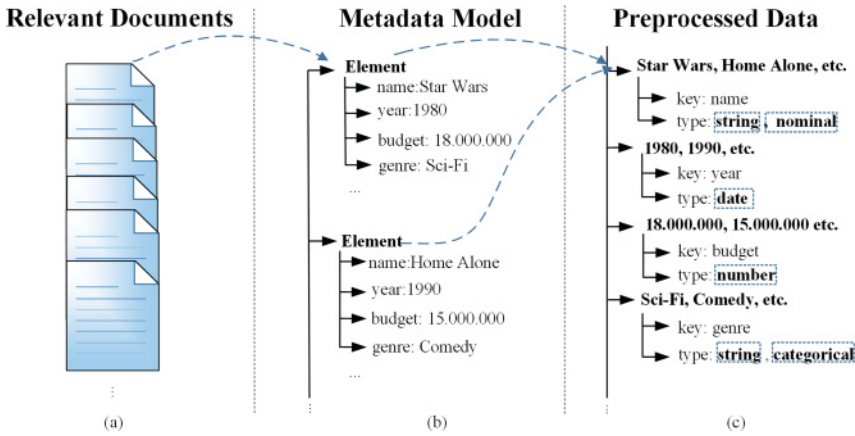 Relevant Documents
⋮
(a)
Metadata Model
Element
name:Star Wars
year:1980
budget: 18.000.000
genre: Sci-Fi
...
Element
name:Home Alone
year:1990
budget: 15.000.000
genre: Comedy
...
⋮
(b)
Preprocessed Data
Star Wars, Home Alone, etc.
key: name
type: string , nominal
1980, 1990, etc.
key: year
type: date
18.000.000, 15.000.000 etc.
key: budget
type: number
Sci-Fi, Comedy, etc.
key: genre
type: string , categorical
⋮
(c)